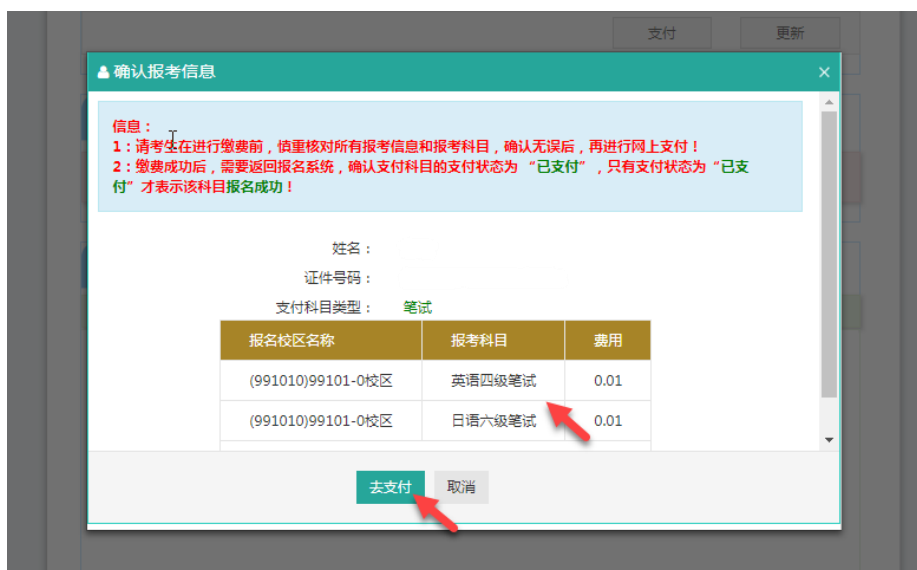 支付 更新
确认报考信息 ×
信息：
1：请考生在进行缴费前，慎重核对所有报考信息和报考科目，确认无误后，再进行网上支付！
2：缴费成功后，需要返回报名系统，确认支付科目的支付状态为 “已支付”，只有支付状态为“已支
付”才表示该科目报名成功！
姓名：
证件号码：
支付科目类型： 笔试
报名校区名称 报考科目 费用
(991010)99101-0校区 英语四级笔试 0.01
(991010)99101-0校区 日语六级笔试 0.01
去支付 取消